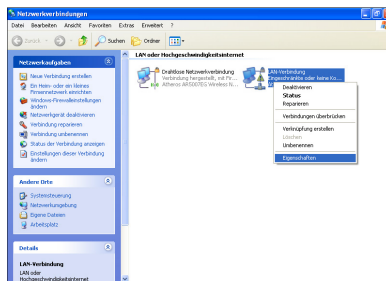 Netzwerkverbindungen
Datei Bearbeiten Ansicht Favoriten Extras Erweitert ?
Zurück Suchen Ordner
Netzwerkaufgaben
Neue Verbindung erstellen
Ein Heim- oder ein kleines Firmennetzwerk einrichten
Windows-Firewalleinstellungen ändern
Netzwerkgerät deaktivieren
Verbindung reparieren
Verbindung umbenennen
Status der Verbindung anzeigen
Einstellungen dieser Verbindung ändern
Andere Orte
Systemsteuerung
Netzwerkumgebung
Eigene Dateien
Arbeitsplatz
Details
LAN-Verbindung
LAN oder
Hochgeschwindigkeitsinternet
LAN oder Hochgeschwindigkeitsinternet
Drahtlose Netzwerkverbindung
Verbindung hergestellt, mit Fir...
Atheros AR5007EG Wireless N...
LAN-Verbindung
Eingeschränkte oder keine Ko...
Deaktivieren
Status
Reparieren
Verbindungen überbrücken
Verknüpfung erstellen
Löschen
Umbenennen
Eigenschaften